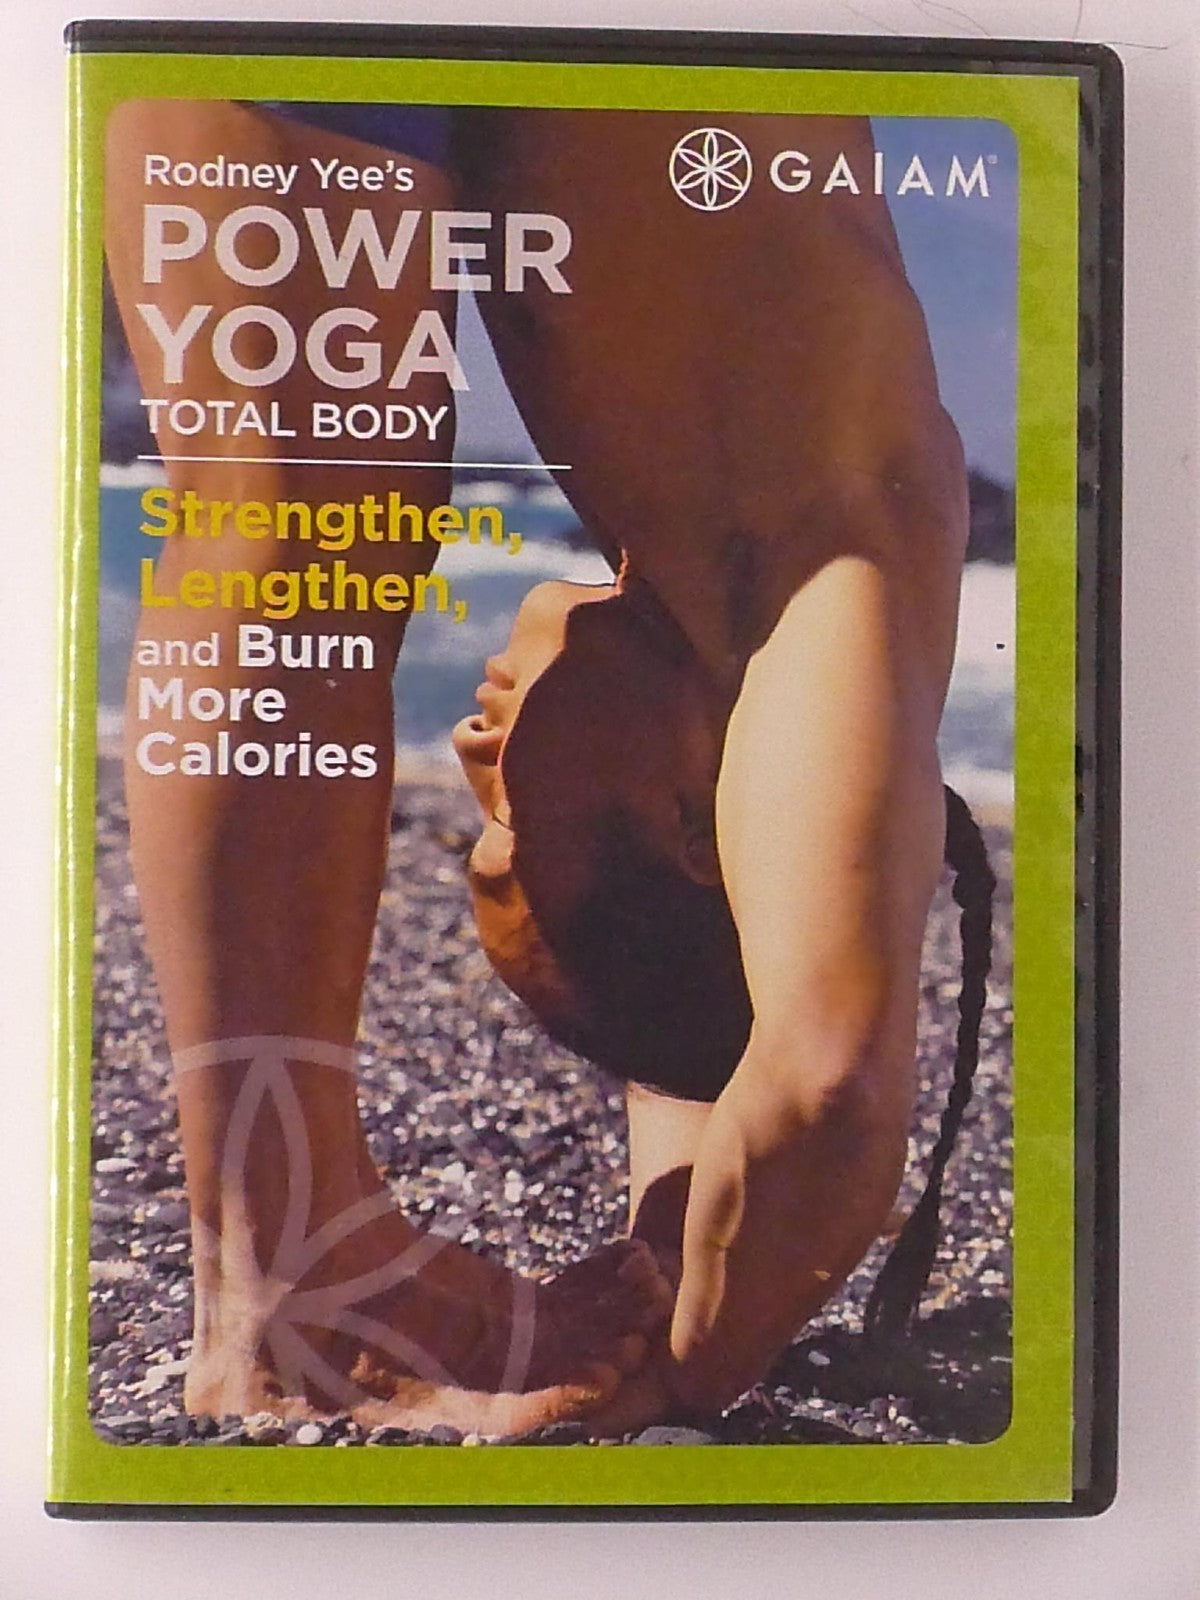 Rodney Yee's
POWER
YOGA
TOTAL BODY
Strengthen,
Lengthen,
and Burn
More
Calories
GAIAM®